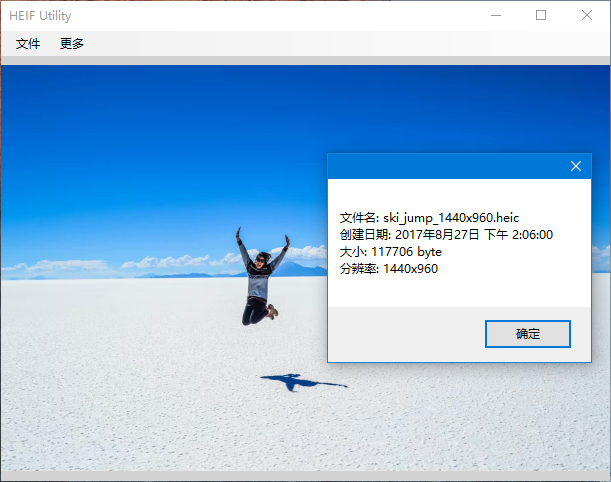 HEIF Utility
文件 更多
文件名: ski_jump_1440x960.heic
创建日期: 2017年8月27日 下午 2:06:00
大小: 117706 byte
分辨率: 1440x960
确定